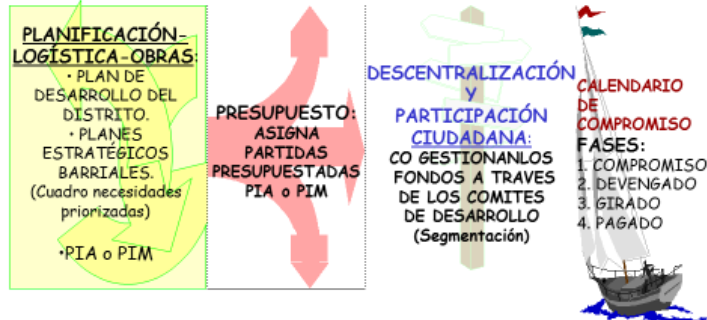 PLANIFICACIÓN-
LOGÍSTICA-OBRAS:
• PLAN DE
DESARROLLO DEL
DISTRITO.
• PLANES
ESTRATÉGICOS
BARRIALES.
(Cuadro necesidades
priorizadas)
•PIA o PIM
PRESUPUESTO:
ASIGNA
PARTIDAS
PRESUPUESTADAS
PIA o PIM
DESCENTRALIZACIÓN
Y
PARTICIPACIÓN
CIUDADANA:
CO GESTIONANLOS
FONDOS A TRAVES
DE LOS COMITES
DE DESARROLLO
(Segmentación)
CALENDARIO
DE
COMPROMISO
FASES:
1. COMPROMISO
2. DEVENGADO
3. GIRADO
4. PAGADO